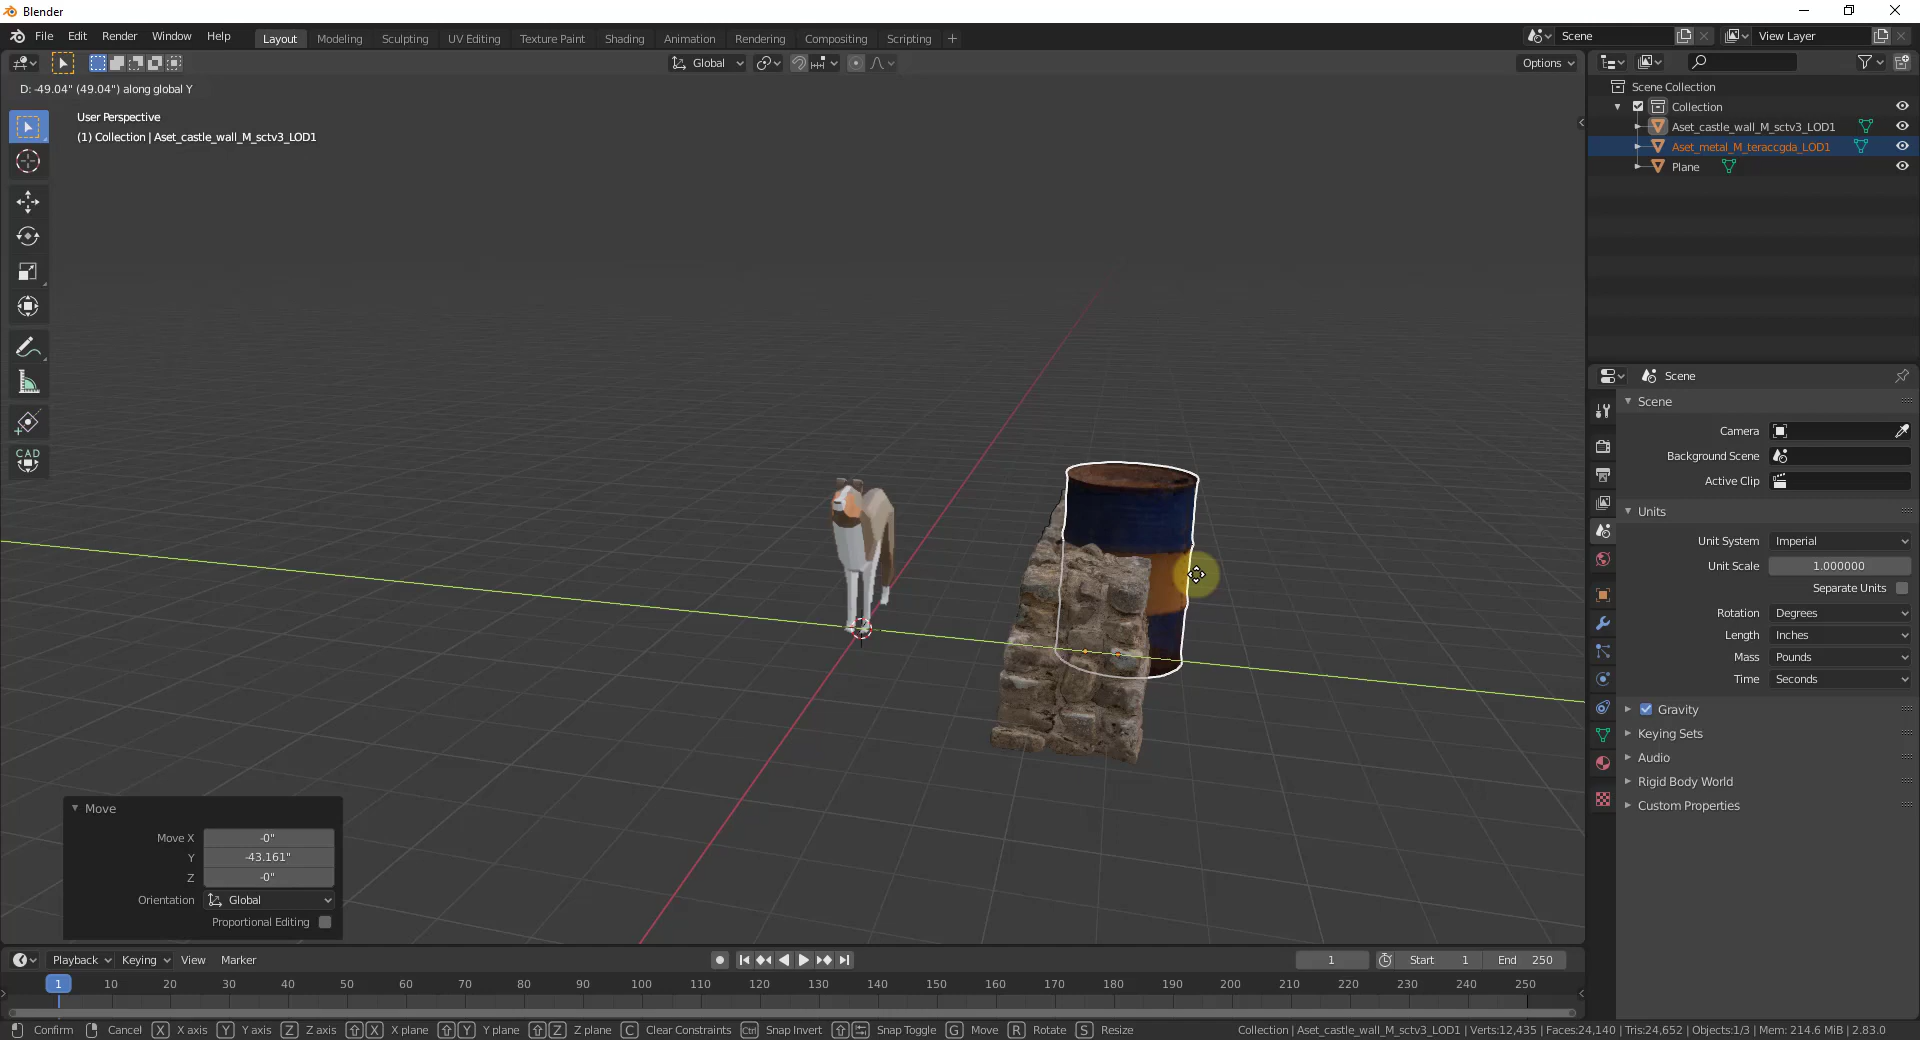 Blender
File Edit Render Window Help Layout Modeling Sculpting UV Editing Texture Paint Shading Animation Rendering Compositing Scripting + Scene View Layer
Global Options
D: -49.04" (49.04") along global Y
User Perspective
(1) Collection | Aset_castle_wall_M_sctv3_LOD1
CAD
Scene Collection
Collection
Aset_castle_wall_M_sctv3_LOD1
Aset_metal_M_teraccgda_LOD1
Plane
Scene
Scene
Camera
Background Scene
Active Clip
Units
Unit System Imperial
Unit Scale 1.000000
Separate Units
Rotation Degrees
Length Inches
Mass Pounds
Time Seconds
Gravity
Keying Sets
Audio
Rigid Body World
Custom Properties
Move
Move X -0"
Y -43.161"
Z -0"
Orientation Global
Proportional Editing
Playback Keying View Marker 1 Start 1 End 250
1 10 20 30 40 50 60 70 80 90 100 110 120 130 140 150 160 170 180 190 200 210 220 230 240 250
Confirm Cancel X X axis Y Y axis Z Z axis X X plane Y Y plane Z Z plane C Clear Constraints Ctrl Snap Invert Snap Toggle G Move R Rotate S Resize Collection | Aset_castle_wall_M_sctv3_LOD1 | Verts:12,435 | Faces:24,140 | Tris:24,652 | Objects:1/3 | Mem: 214.6 MiB | 2.83.0